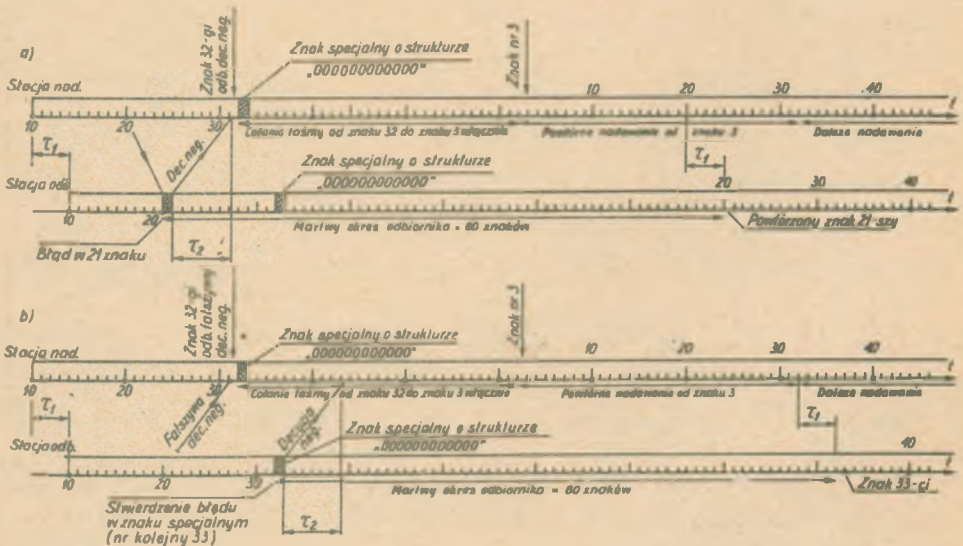 a)
Znak 32-gi
odb. dec. neg.
Znak specjalny o strukturze
„000000000000"
Znak nr 3
Stacja nad.
10 20 30 10 20 30 40 t
Cofanie taśmy od znaku 32 do znaku 3 włącznie
Powtórne nadawanie od znaku 3
Dalsze nadawanie
τ1
Dec. neg.
Znak specjalny o strukturze
„000000000000"
τ1
Stacja odb.
10 20 20 30 40 t
Martwy okres odbiornika = 60 znaków
Powtórzony znak 21-szy
Błąd w 21 znaku
τ2
b)
Znak 32-gi
odb. fałszywy
dec. neg.
Znak specjalny o strukturze
„000000000000"
Znak nr 3
Stacja nad.
10 20 30 10 20 30 40 t
Cofanie taśmy od znaku 32 do znaku 3 włącznie
Powtórne nadawanie od znaku 3
Dalsze nadawanie
τ1
Fałszywa
dec. neg.
Decyzja
neg.
Znak specjalny o strukturze
„000000000000"
τ1
Stacja odb.
10 20 30 40 t
Martwy okres odbiornika = 60 znaków
Znak 33-ci
Stwierdzenie błędu
w znaku specjalnym
(nr kolejny 33)
τ2